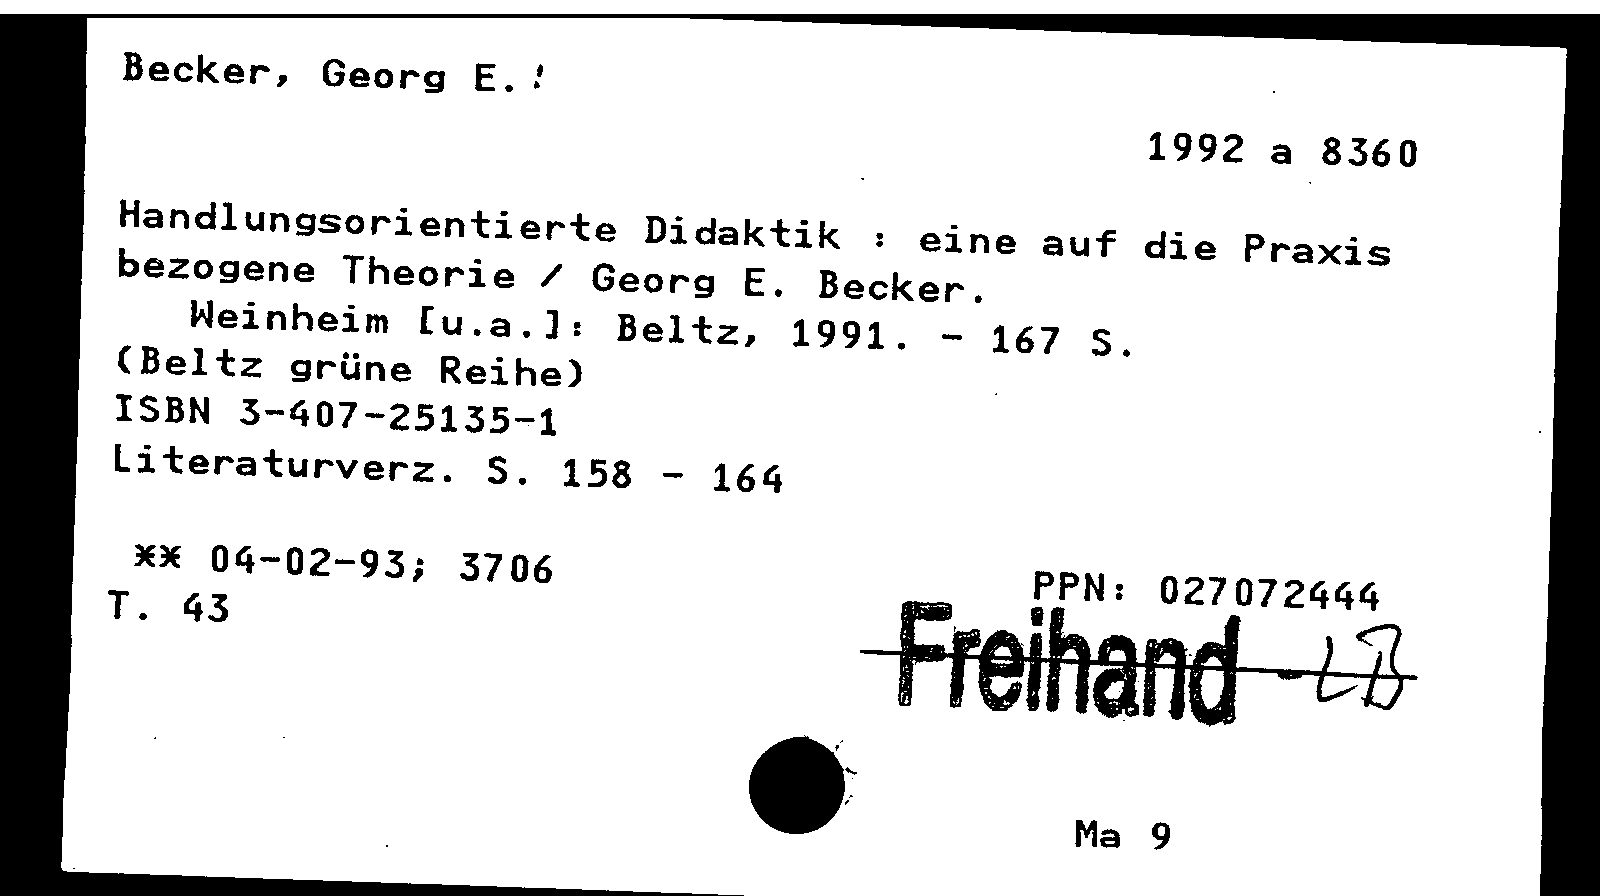 Becker, Georg E.!
1992 a 8360
Handlungsorientierte Didaktik : eine auf die Praxis
bezogene Theorie / Georg E. Becker.
Weinheim [u.a.]: Beltz, 1991. - 167 S.
(Beltz grüne Reihe)
ISBN 3-407-25135-1
Literaturverz. S. 158 - 164
** 04-02-93; 3706
PPN: 027072444
T. 43
Freihand - LB
Ma 9